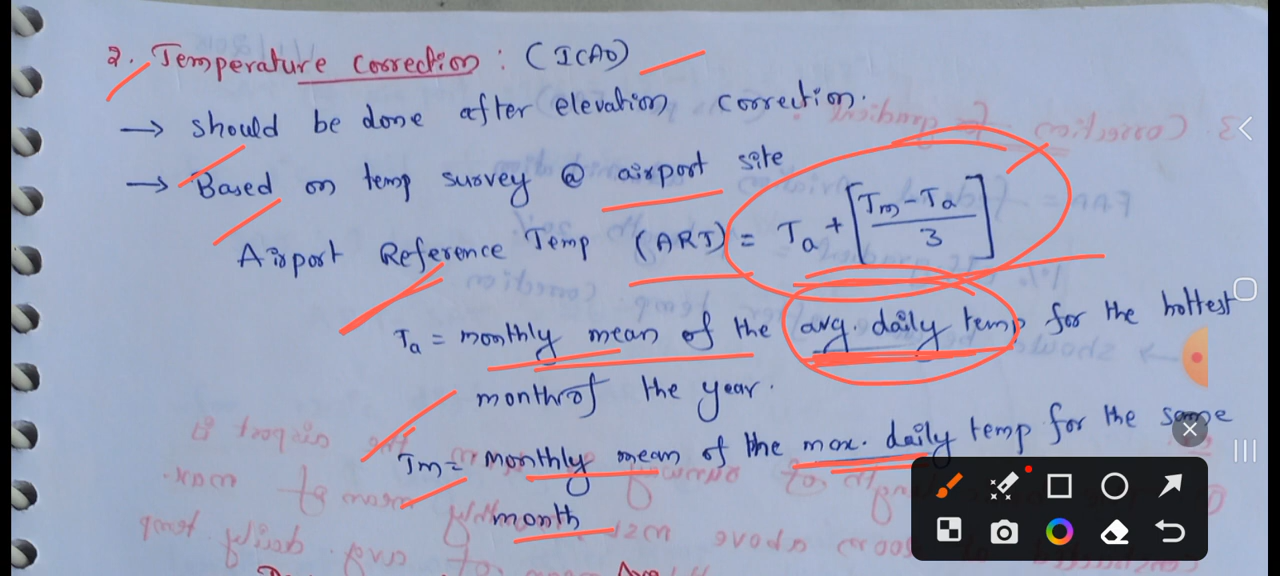 2. Temperature correction : (ICAO)
→ should be done after elevation correction.
→ Based on temp survey @ airport site
Airport Reference Temp (ART) = Ta + [Tm-Ta/3]
Ta = monthly mean of the avg. daily temp for the hottest
month of the year.
Tm = monthly mean of the max. daily temp for the same
month